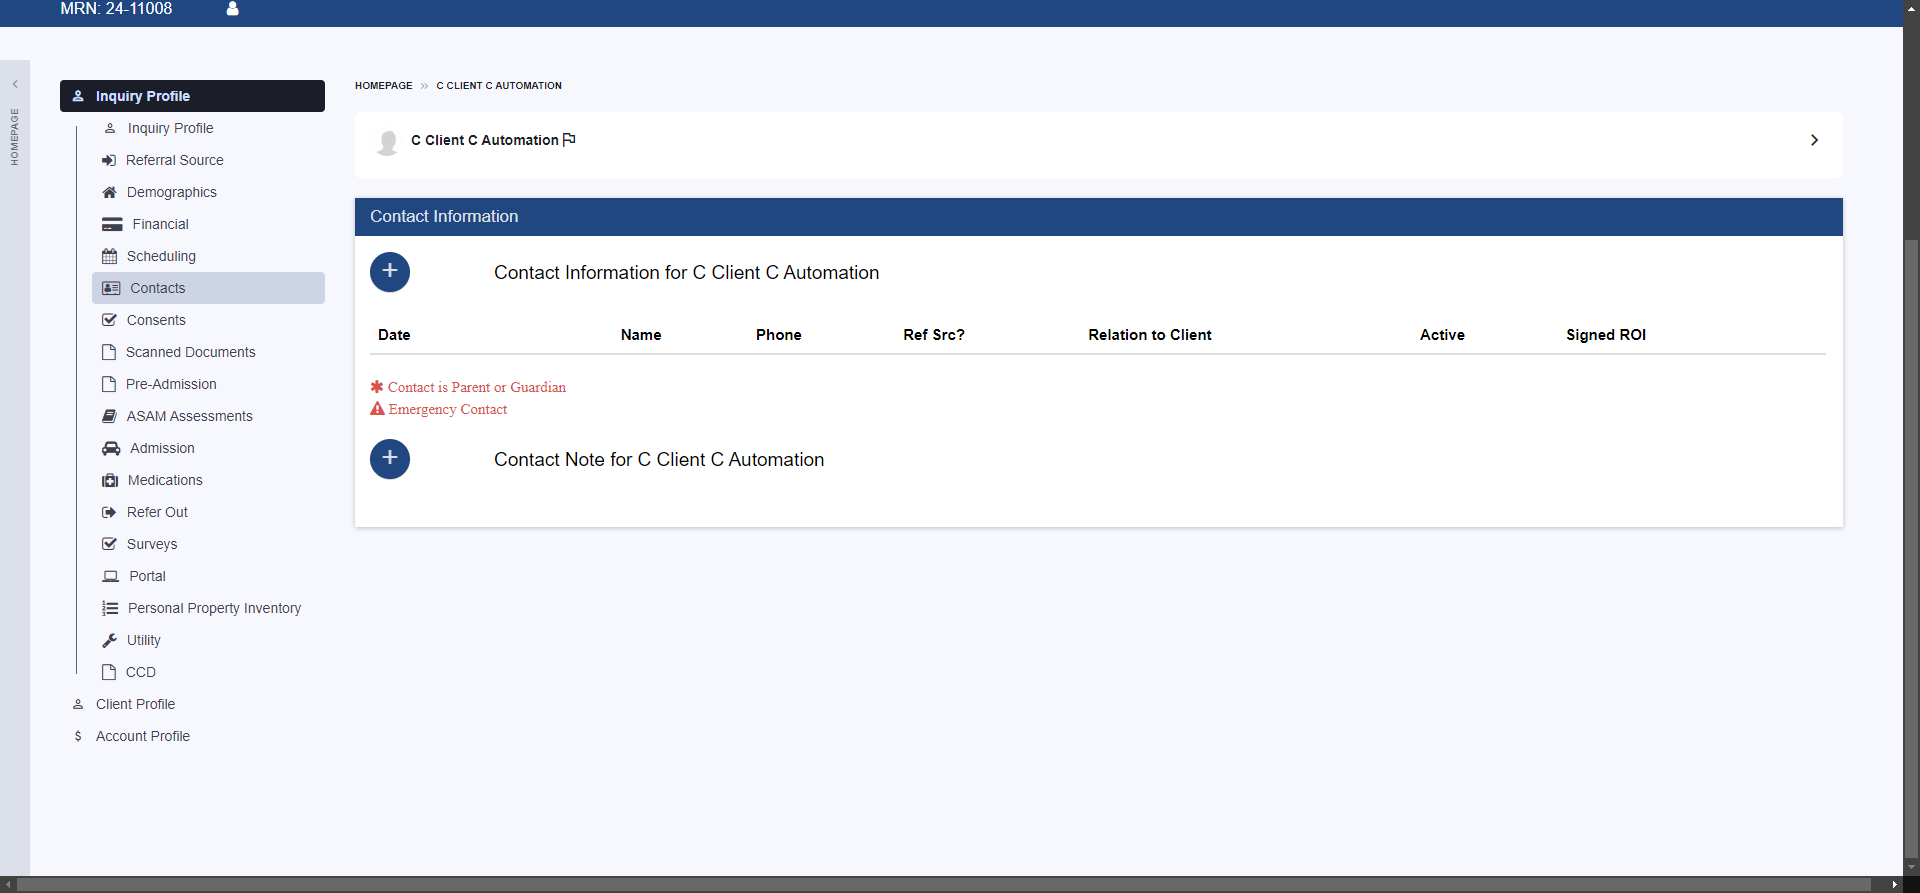 MRN: 24-11008
HOMEPAGE
Inquiry Profile
Inquiry Profile
Referral Source
Demographics
Financial
Scheduling
Contacts
Consents
Scanned Documents
Pre-Admission
ASAM Assessments
Admission
Medications
Refer Out
Surveys
Portal
Personal Property Inventory
Utility
CCD
Client Profile
Account Profile
HOMEPAGE » C CLIENT C AUTOMATION
C Client C Automation
Contact Information
Contact Information for C Client C Automation
Date Name Phone Ref Src? Relation to Client Active Signed ROI
Contact is Parent or Guardian
Emergency Contact
Contact Note for C Client C Automation